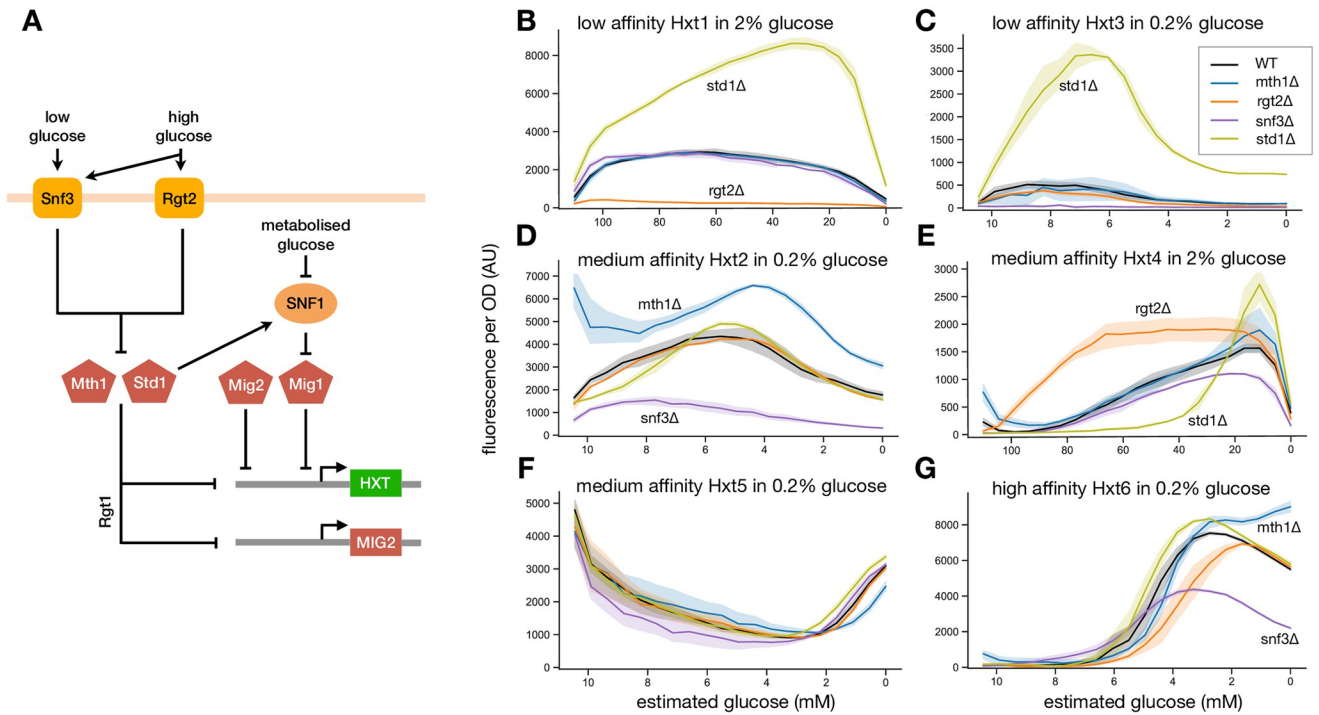 A
low
glucose
high
glucose
Snf3
Rgt2
metabolised
glucose
SNF1
Mth1
Std1
Mig2
Mig1
Rgt1
HXT
MIG2
fluorescence per OD (AU)
B
low affinity Hxt1 in 2% glucose
8000
6000
4000
2000
0
std1Δ
rgt2Δ
100
80
60
40
20
0
C
low affinity Hxt3 in 0.2% glucose
3500
3000
2500
2000
1500
1000
500
0
std1Δ
WT
mth1Δ
rgt2Δ
snf3Δ
std1Δ
10
8
6
4
2
0
D
medium affinity Hxt2 in 0.2% glucose
7000
6000
5000
4000
3000
2000
1000
0
mth1Δ
snf3Δ
10
8
6
4
2
0
E
medium affinity Hxt4 in 2% glucose
3000
2500
2000
1500
1000
500
0
rgt2Δ
std1Δ
100
80
60
40
20
0
F
medium affinity Hxt5 in 0.2% glucose
5000
4000
3000
2000
1000
0
10
8
6
4
2
0
estimated glucose (mM)
G
high affinity Hxt6 in 0.2% glucose
8000
6000
4000
2000
0
mth1Δ
snf3Δ
10
8
6
4
2
0
estimated glucose (mM)